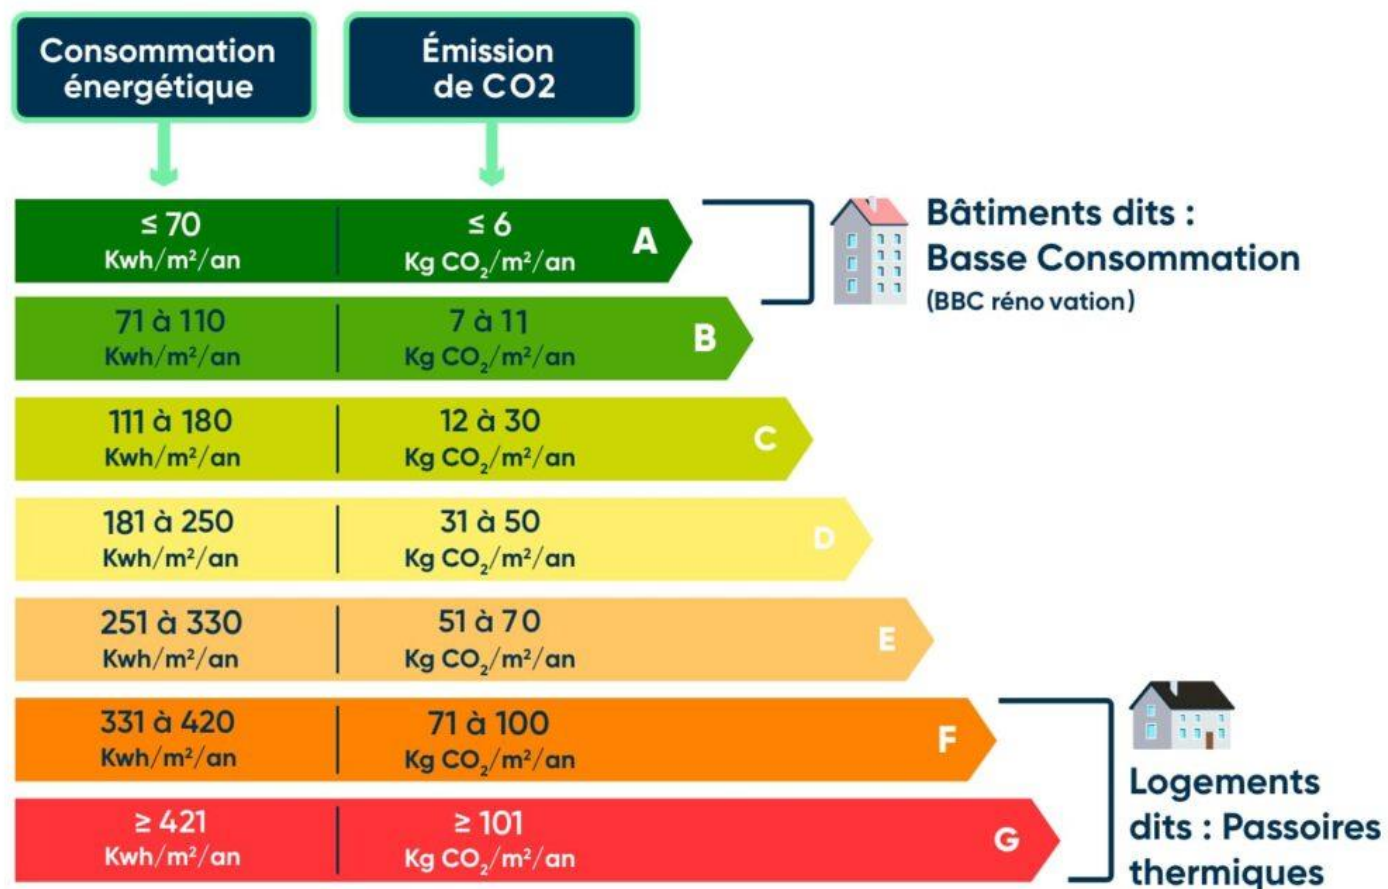 Consommation
énergétique
Émission
de CO2
≤ 70
Kwh/m²/an
≤ 6
Kg CO₂/m²/an
A
Bâtiments dits :
Basse Consommation
(BBC réno vation)
71 à 110
Kwh/m²/an
7 à 11
Kg CO₂/m²/an
B
111 à 180
Kwh/m²/an
12 à 30
Kg CO₂/m²/an
C
181 à 250
Kwh/m²/an
31 à 50
Kg CO₂/m²/an
D
251 à 330
Kwh/m²/an
51 à 70
Kg CO₂/m²/an
E
331 à 420
Kwh/m²/an
71 à 100
Kg CO₂/m²/an
F
≥ 421
Kwh/m²/an
≥ 101
Kg CO₂/m²/an
G
Logements
dits : Passoires
thermiques